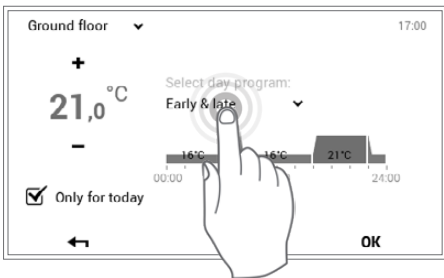 Ground floor
17:00
+
21,0°C
−
Select day program:
Early & late
16°C 16°C 21°C
00:00 24:00
Only for today
OK